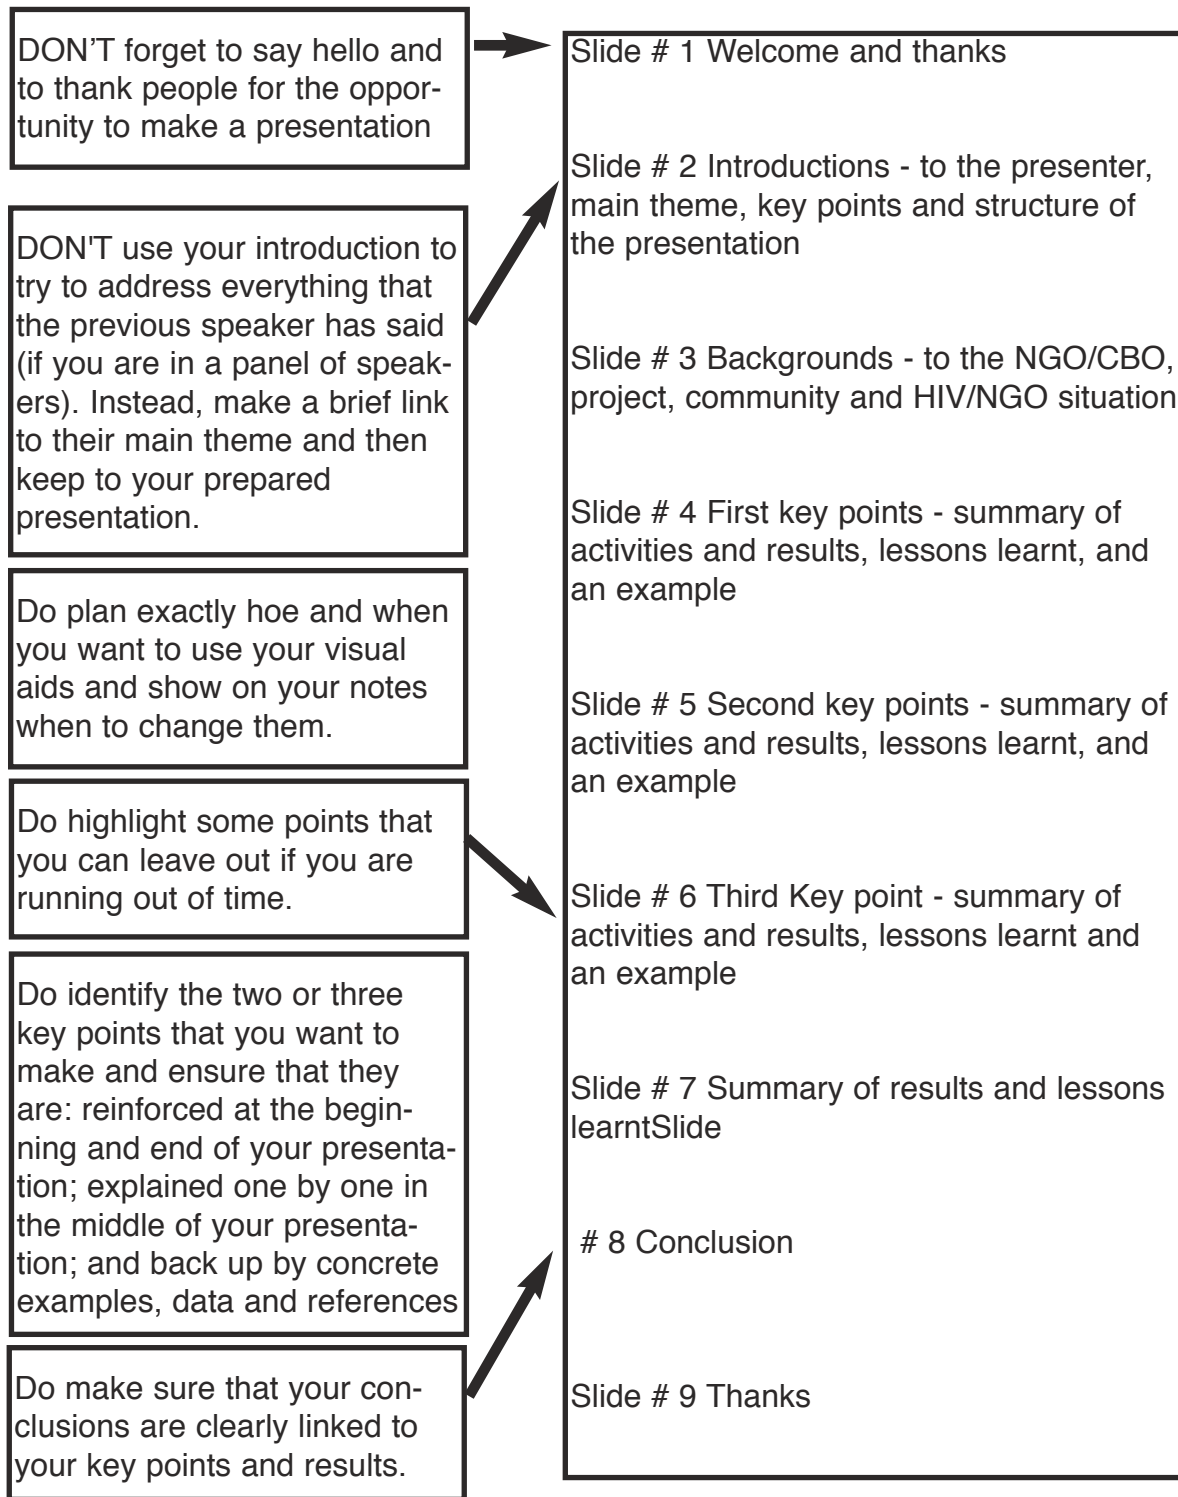 DON'T forget to say hello and
to thank people for the oppor-
tunity to make a presentation
DON'T use your introduction to
try to address everything that
the previous speaker has said
(if you are in a panel of speak-
ers). Instead, make a brief link
to their main theme and then
keep to your prepared
presentation.
Do plan exactly hoe and when
you want to use your visual
aids and show on your notes
when to change them.
Do highlight some points that
you can leave out if you are
running out of time.
Do identify the two or three
key points that you want to
make and ensure that they
are: reinforced at the begin-
ning and end of your presenta-
tion; explained one by one in
the middle of your presenta-
tion; and back up by concrete
examples, data and references
Do make sure that your con-
clusions are clearly linked to
your key points and results.
Slide # 1 Welcome and thanks
Slide # 2 Introductions - to the presenter,
main theme, key points and structure of
the presentation
Slide # 3 Backgrounds - to the NGO/CBO,
project, community and HIV/NGO situation
Slide # 4 First key points - summary of
activities and results, lessons learnt, and
an example
Slide # 5 Second key points - summary of
activities and results, lessons learnt, and
an example
Slide # 6 Third Key point - summary of
activities and results, lessons learnt and
an example
Slide # 7 Summary of results and lessons
learntSlide
# 8 Conclusion
Slide # 9 Thanks